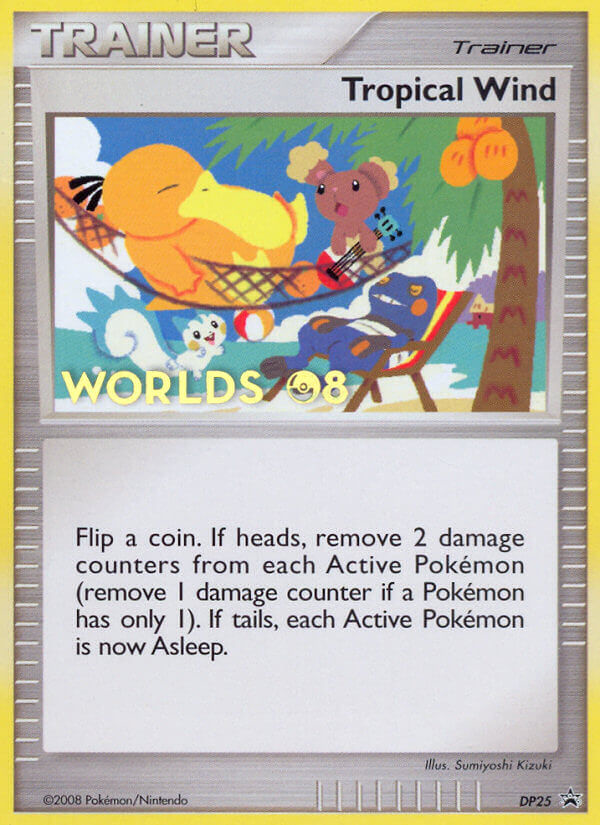 TRAINER
Trainer
Tropical Wind
WORLDS 08
Flip a coin. If heads, remove 2 damage
counters from each Active Pokémon
(remove 1 damage counter if a Pokémon
has only 1). If tails, each Active Pokémon
is now Asleep.
Illus. Sumiyoshi Kizuki
©2008 Pokémon/Nintendo
DP25